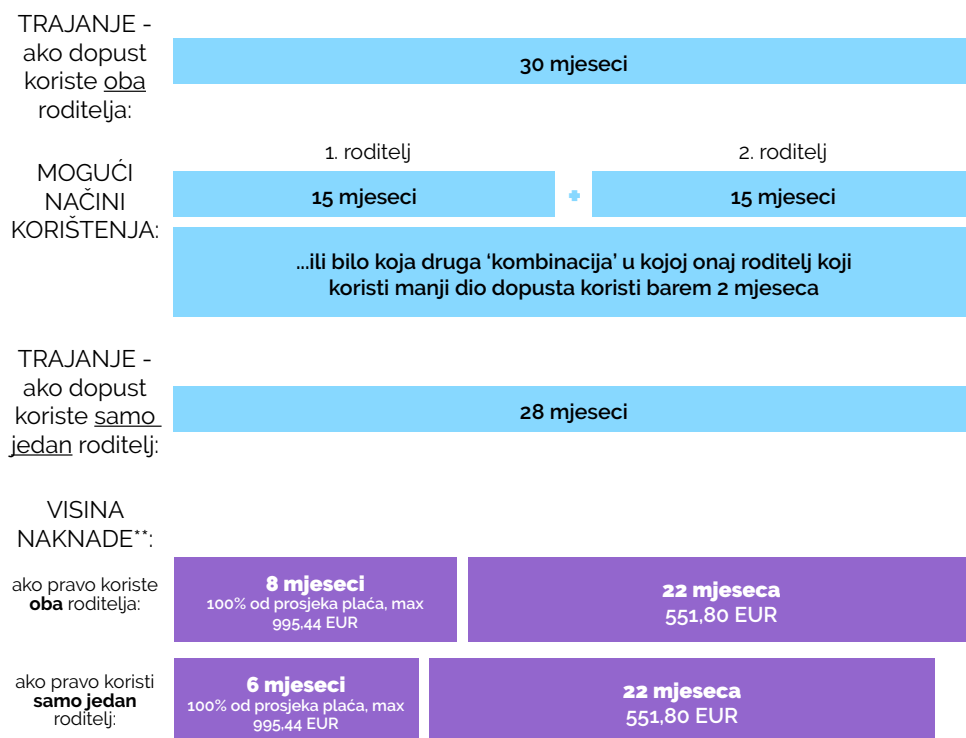 TRAJANJE -
ako dopust
koriste oba
roditelja:
30 mjeseci
1. roditelj
2. roditelj
MOGUĆI
NAČINI
KORIŠTENJA:
15 mjeseci
15 mjeseci
...ili bilo koja druga ‘kombinacija’ u kojoj onaj roditelj koji
koristi manji dio dopusta koristi barem 2 mjeseca
TRAJANJE -
ako dopust
koriste samo
jedan roditelj:
28 mjeseci
VISINA
NAKNADE**:
ako pravo koriste
oba roditelja:
8 mjeseci
100% od prosjeka plaća, max
995,44 EUR
22 mjeseca
551,80 EUR
ako pravo koristi
samo jedan
roditelj:
6 mjeseci
100% od prosjeka plaća, max
995,44 EUR
22 mjeseca
551,80 EUR